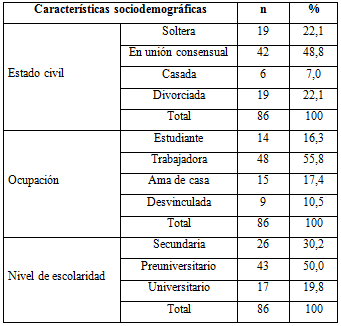 Características sociodemográficas n %
Estado civil
Soltera 19 22,1
En unión consensual 42 48,8
Casada 6 7,0
Divorciada 19 22,1
Total 86 100
Ocupación
Estudiante 14 16,3
Trabajadora 48 55,8
Ama de casa 15 17,4
Desvinculada 9 10,5
Total 86 100
Nivel de escolaridad
Secundaria 26 30,2
Preuniversitario 43 50,0
Universitario 17 19,8
Total 86 100